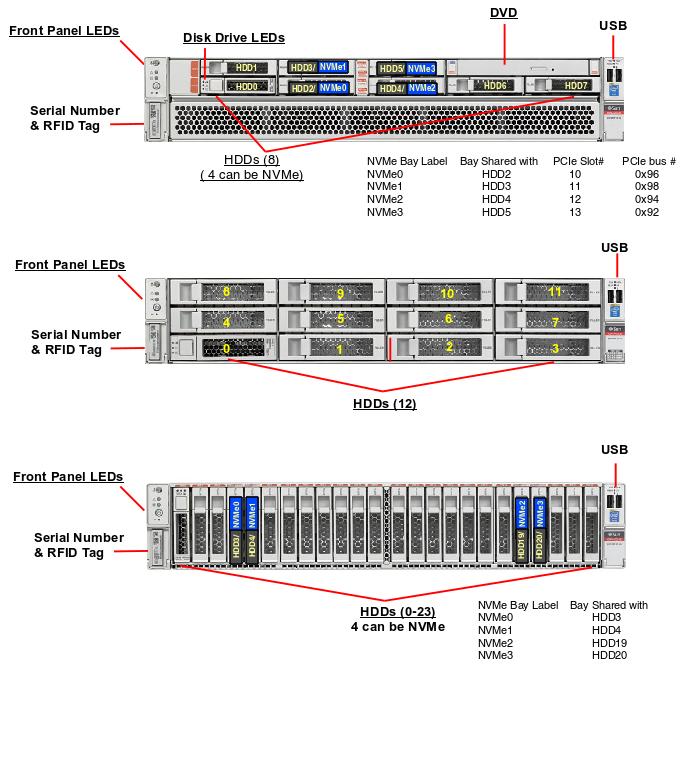 DVD
USB
Front Panel LEDs
Disk Drive LEDs
HDD1
HDD3/ NVMe1
HDD5/ NVMe3
HDD0
HDD2/ NVMe0
HDD4/ NVMe2
HDD6
HDD7
Serial Number
& RFID Tag
HDDs (8)
( 4 can be NVMe)
NVMe Bay Label Bay Shared with PCIe Slot# PCIe bus #
NVMe0 HDD2 10 0x96
NVMe1 HDD3 11 0x98
NVMe2 HDD4 12 0x94
NVMe3 HDD5 13 0x92
USB
Front Panel LEDs
8 9 10 11
4 5 6 7
0 1 2 3
Serial Number
& RFID Tag
HDDs (12)
USB
Front Panel LEDs
HDD3/ NVMe0
HDD4/ NVMe1
HDD19/ NVMe2
HDD20/ NVMe3
Serial Number
& RFID Tag
HDDs (0-23)
4 can be NVMe
NVMe Bay Label Bay Shared with
NVMe0 HDD3
NVMe1 HDD4
NVMe2 HDD19
NVMe3 HDD20